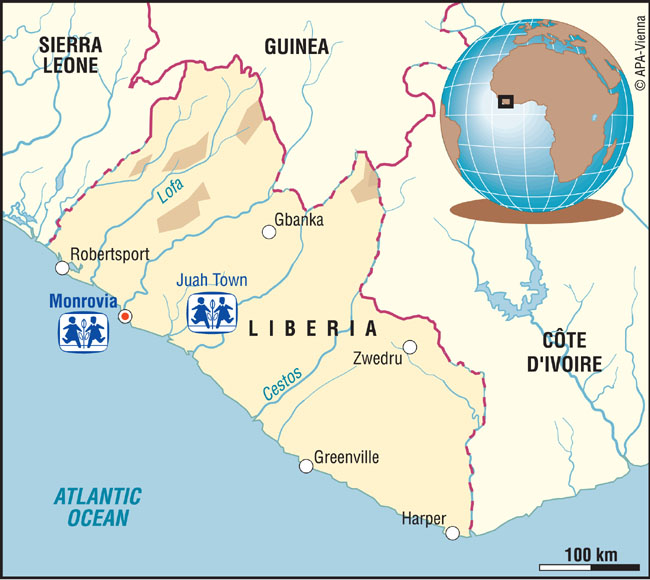 SIERRA
LEONE
GUINEA
© APA-Vienna
Lofa
Gbanka
Robertsport
Juah Town
Monrovia
LIBERIA
CÔTE
D'IVOIRE
Zwedru
Cestos
Greenville
ATLANTIC
OCEAN
Harper
100 km